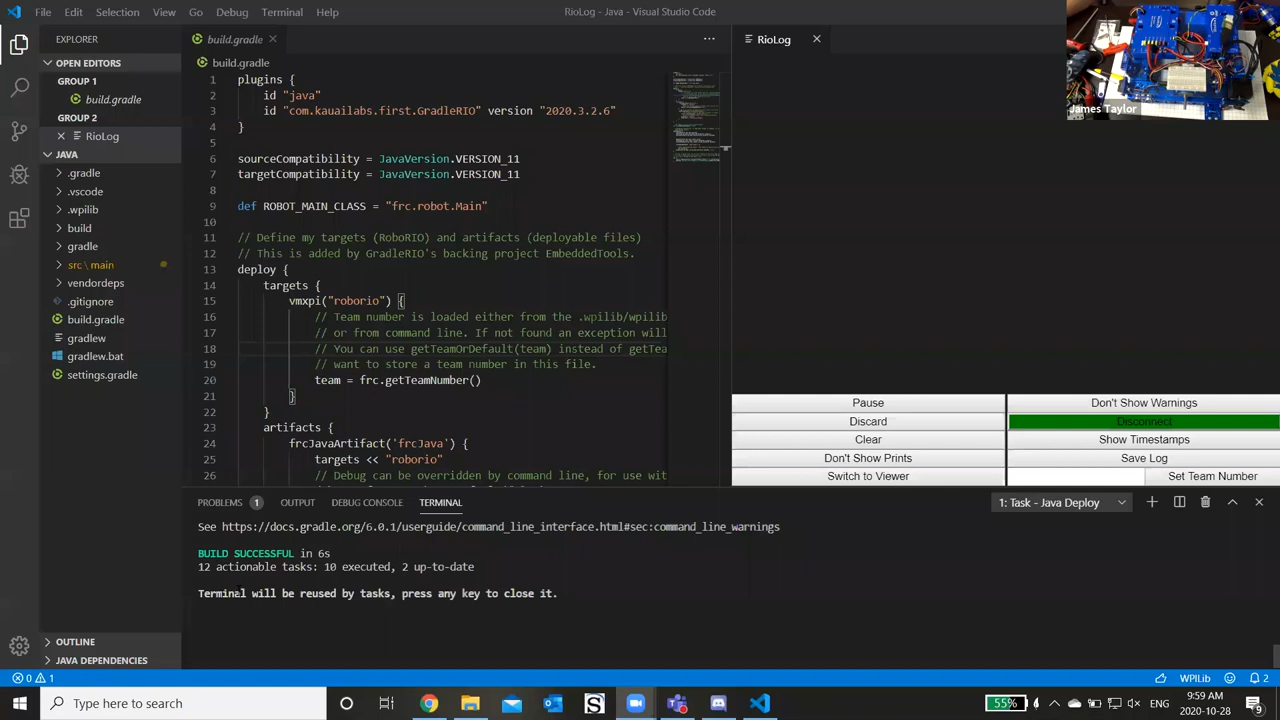 File Edit Selection View Go Debug Terminal Help
RioLog - Java - Visual Studio Code
EXPLORER
OPEN EDITORS
GROUP 1
build.gradle
GROUP
RioLog
JAVA
.vscode
.wpilib
build
gradle
src \ main
vendordeps
.gitignore
build.gradle
gradlew
gradlew.bat
settings.gradle
OUTLINE
JAVA DEPENDENCIES
build.gradle
build.gradle
1 plugins {
2 id "java"
3 id "com.kauailabs.first.GradleRIO" version "2020.3.2.6"
4 }
5
6 sourceCompatibility = JavaVersion.VERSION_11
7 targetCompatibility = JavaVersion.VERSION_11
8
9 def ROBOT_MAIN_CLASS = "frc.robot.Main"
10
11 // Define my targets (RoboRIO) and artifacts (deployable files)
12 // This is added by GradleRIO's backing project EmbeddedTools.
13 deploy {
14 targets {
15 vmxpi("roborio") {
16 // Team number is loaded either from the .wpilib/wpilib
17 // or from command line. If not found an exception will
18 // You can use getTeamOrDefault(team) instead of getTea
19 // want to store a team number in this file.
20 team = frc.getTeamNumber()
21 }
22 }
23 artifacts {
24 frcJavaArtifact('frcJava') {
25 targets << "roborio"
26 // Debug can be overridden by command line, for use wit
RioLog
James Taylor
Pause
Don't Show Warnings
Discard
Disconnect
Clear
Show Timestamps
Don't Show Prints
Save Log
Switch to Viewer
Set Team Number
PROBLEMS 1 OUTPUT DEBUG CONSOLE TERMINAL
1: Task - Java Deploy
See https://docs.gradle.org/6.0.1/userguide/command_line_interface.html#sec:command_line_warnings
BUILD SUCCESSFUL in 6s
12 actionable tasks: 10 executed, 2 up-to-date
Terminal will be reused by tasks, press any key to close it.
0 1
WPILib
2
Type here to search
55%
ENG
9:59 AM
2020-10-28
9